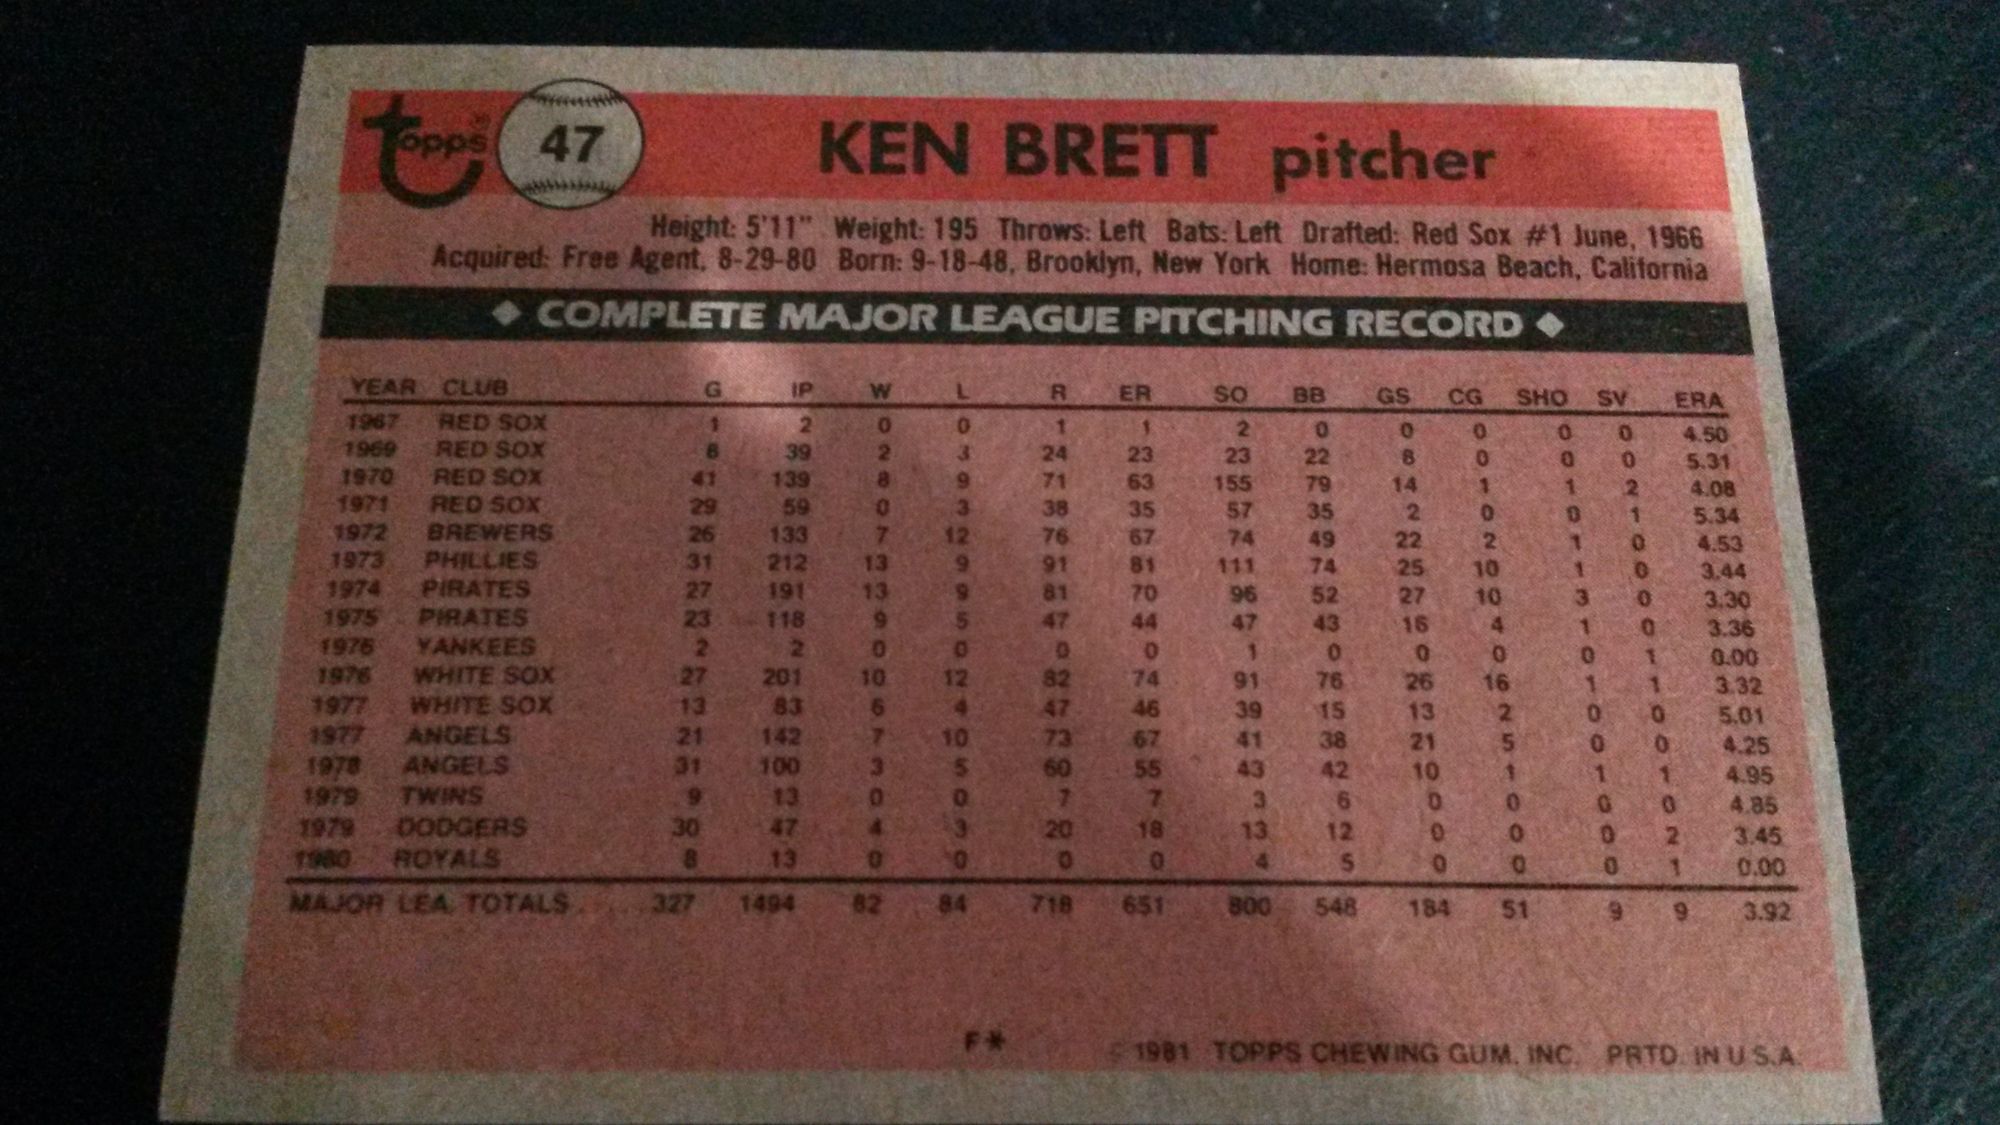 topps 47 KEN BRETT pitcher
Height: 5'11" Weight: 195 Throws: Left Bats: Left Drafted: Red Sox #1 June, 1966
Acquired: Free Agent, 8-29-80 Born: 9-18-48, Brooklyn, New York Home: Hermosa Beach, California
◆ COMPLETE MAJOR LEAGUE PITCHING RECORD ◆
YEAR CLUB G IP W L R ER SO BB GS CG SHO SV ERA
1967 RED SOX 1 2 0 0 1 1 2 0 0 0 0 0 4.50
1969 RED SOX 8 39 2 3 24 23 23 22 8 0 0 0 5.31
1970 RED SOX 41 139 8 9 71 63 155 79 14 1 1 2 4.08
1971 RED SOX 29 59 0 3 38 35 57 35 2 0 0 1 5.34
1972 BREWERS 26 133 7 12 76 67 74 49 22 2 1 0 4.53
1973 PHILLIES 31 212 13 9 91 81 111 74 25 10 1 0 3.44
1974 PIRATES 27 191 13 9 81 70 96 52 27 10 3 0 3.30
1975 PIRATES 23 118 9 5 47 44 47 43 16 4 1 0 3.36
1976 YANKEES 2 2 0 0 0 0 1 0 0 0 0 1 0.00
1976 WHITE SOX 27 201 10 12 82 74 91 76 26 16 1 1 3.32
1977 WHITE SOX 13 83 6 4 47 46 39 15 13 2 0 0 5.01
1977 ANGELS 21 142 7 10 73 67 41 38 21 5 0 0 4.25
1978 ANGELS 31 100 3 5 60 55 43 42 10 1 1 1 4.95
1979 TWINS 9 13 0 0 7 7 3 6 0 0 0 0 4.85
1979 DODGERS 30 47 4 3 20 18 13 12 0 0 0 2 3.45
1980 ROYALS 8 13 0 0 0 0 4 5 0 0 0 1 0.00
MAJOR LEA. TOTALS.... 327 1494 82 84 718 651 800 548 184 51 9 9 3.92
F* © 1981 TOPPS CHEWING GUM, INC. PRTD. IN U.S.A.